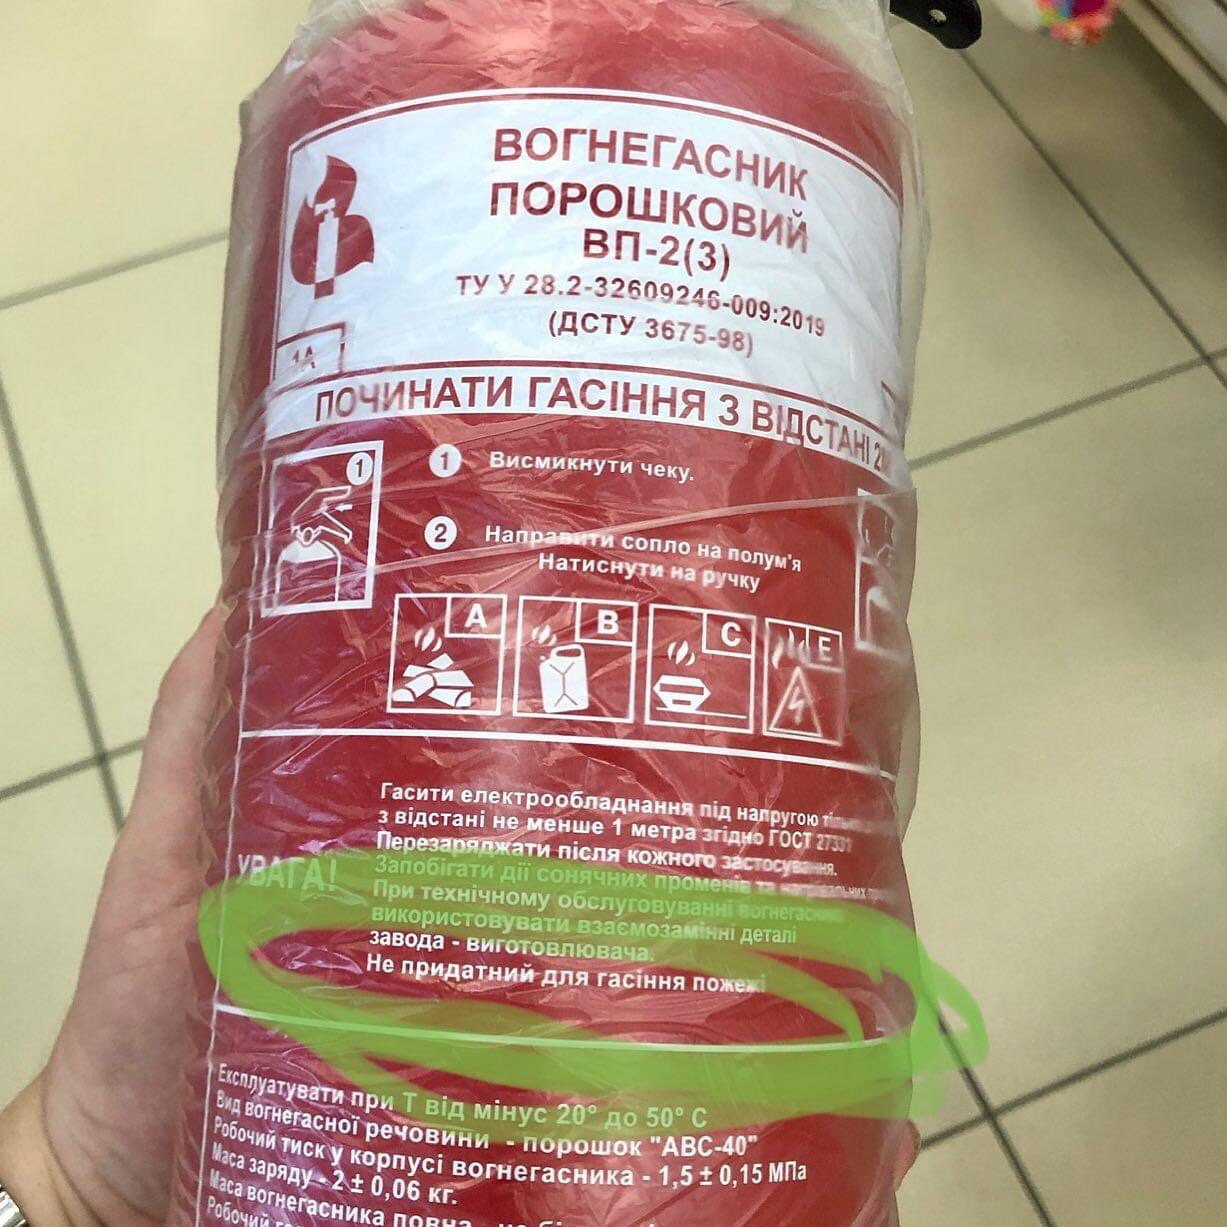 ВОГНЕГАСНИК
ПОРОШКОВИЙ
ВП-2(3)
ТУ У 28.2-32609246-009:2019
(ДСТУ 3675-98)
1А
ПОЧИНАТИ ГАСІННЯ З ВІДСТАНІ
1
1 Висмикнути чеку.
2 Направити сопло на полум'я
Натиснути на ручку
A B C E
Гасити електрообладнання під напругою
з відстані не менше 1 метра згідно ГОСТ
Перезаряджати після кожного застосування.
УВАГА! Запобігати дії сонячних променів та
При технічному обслуговуванні
використовувати взаємозамінні деталі
завода - виготовлювача.
Не придатний для гасіння пожежі
Експлуатувати при Т від мінус 20° до 50° С
Вид вогнегасної речовини - порошок "АВС-40"
Робочий тиск у корпусі вогнегасника - 1,5 ± 0,15 МПа
Маса заряду - 2 ± 0,06 кг.
Маса вогнегасника повна
Робочий